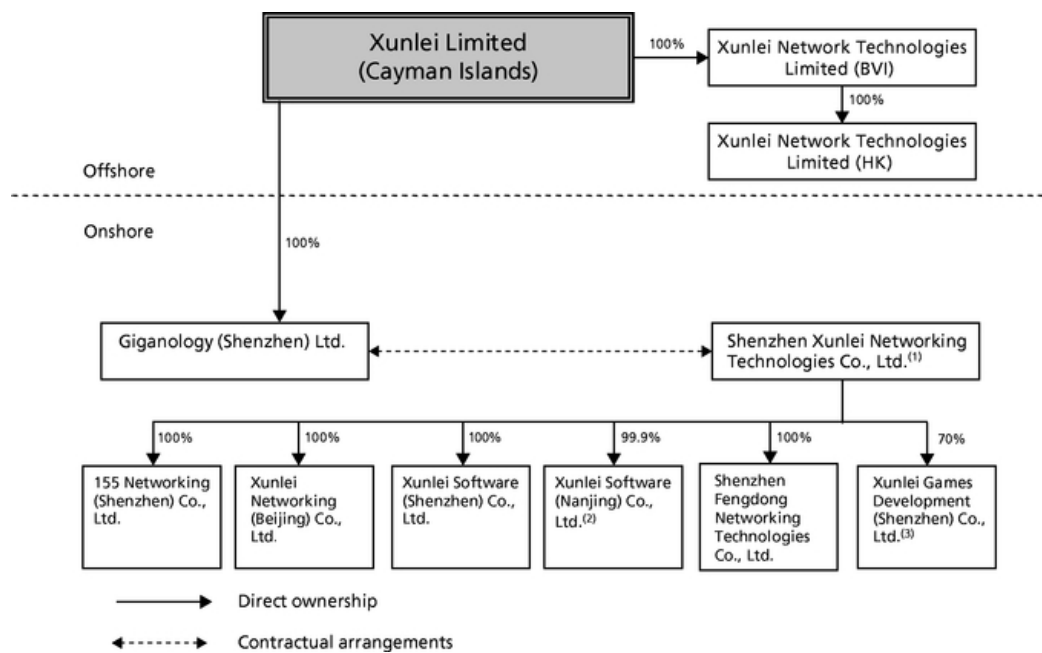 Xunlei Limited
(Cayman Islands)
100%
Xunlei Network Technologies
Limited (BVI)
100%
Xunlei Network Technologies
Limited (HK)
Offshore
Onshore
100%
Giganology (Shenzhen) Ltd.
Shenzhen Xunlei Networking
Technologies Co., Ltd.(1)
100%
100%
100%
99.9%
100%
70%
155 Networking
(Shenzhen) Co.,
Ltd.
Xunlei
Networking
(Beijing) Co.,
Ltd.
Xunlei Software
(Shenzhen) Co.,
Ltd.
Xunlei Software
(Nanjing) Co.,
Ltd.(2)
Shenzhen
Fengdong
Networking
Technologies
Co., Ltd.
Xunlei Games
Development
(Shenzhen) Co.,
Ltd.(3)
Direct ownership
Contractual arrangements